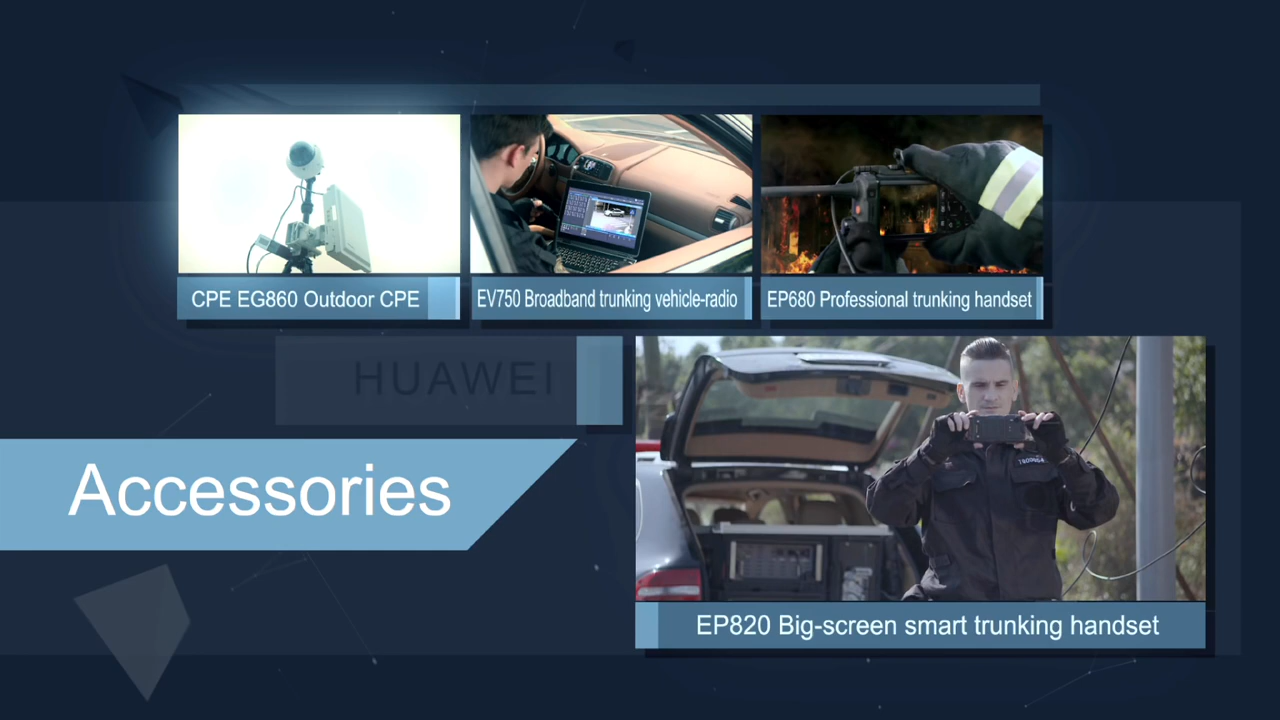 CPE EG860 Outdoor CPE
EV750 Broadband trunking vehicle-radio
EP680 Professional trunking handset
HUAWEI
Accessories
EP820 Big-screen smart trunking handset